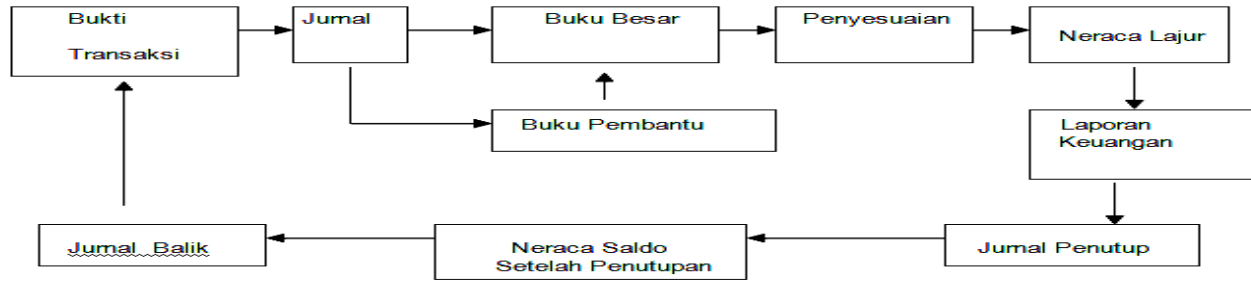 Bukti
Transaksi
Jurnal
Buku Besar
Penyesuaian
Neraca Lajur
Buku Pembantu
Laporan
Keuangan
Jurnal Balik
Neraca Saldo
Setelah Penutupan
Jurnal Penutup